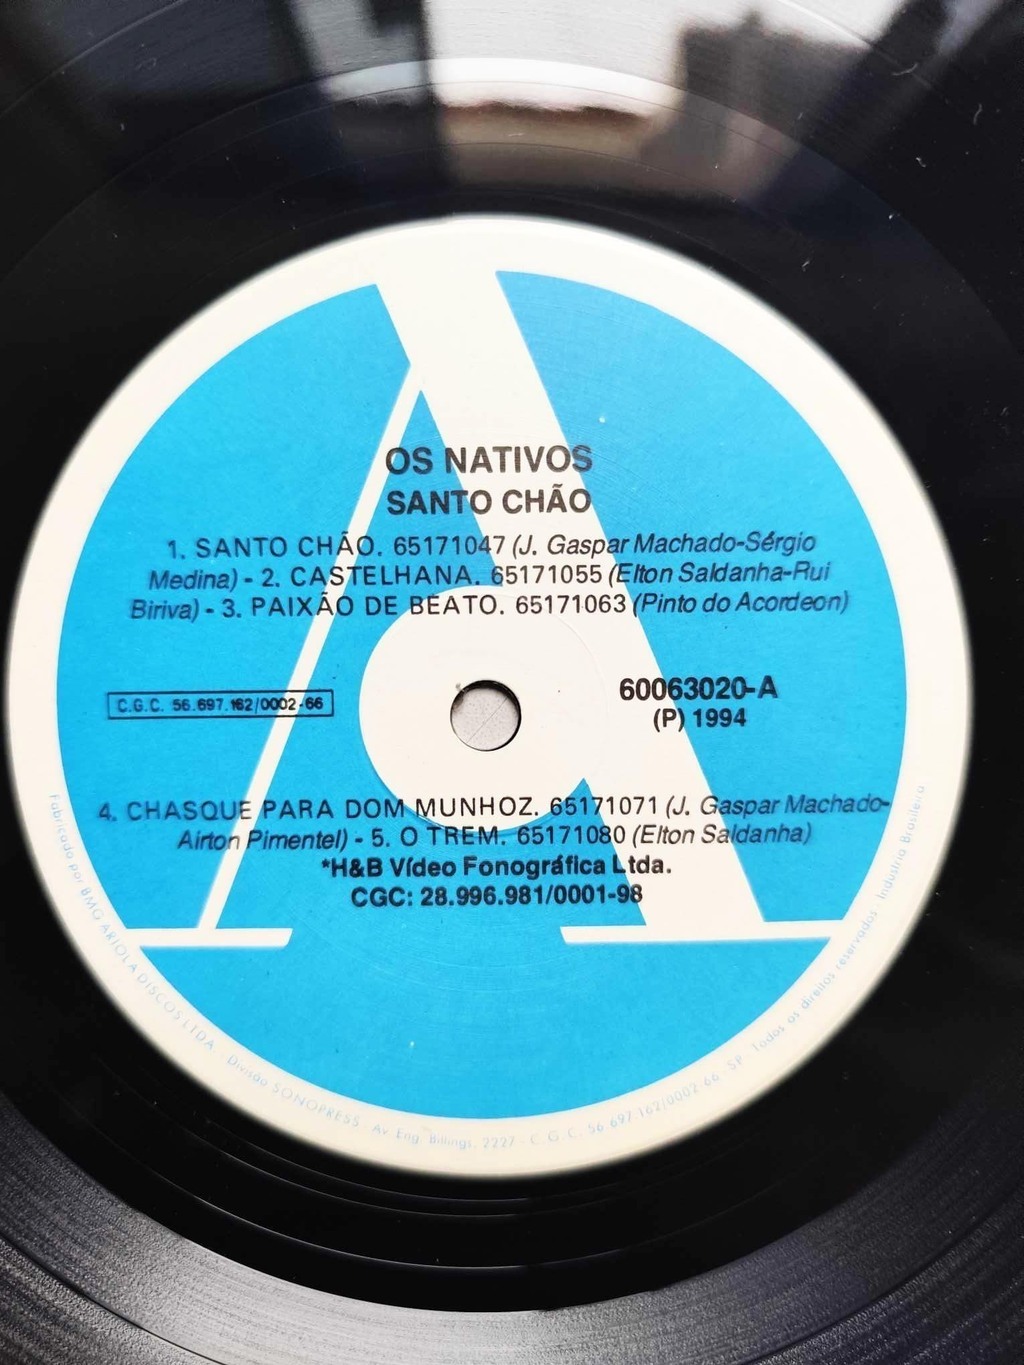 OS NATIVOS
SANTO CHÃO
1. SANTO CHÃO. 65171047 (J. Gaspar Machado-Sérgio
Medina) - 2. CASTELHANA. 65171055 (Elton Saldanha-Rui
Biriva) - 3. PAIXÃO DE BEATO. 65171063 (Pinto do Acordeon)
C.G.C. 56.697.162/0002-66
60063020-A
(P) 1994
4. CHASQUE PARA DOM MUNHOZ. 65171071 (J. Gaspar Machado-
Airton Pimentel) - 5. O TREM. 65171080 (Elton Saldanha)
*H&B Vídeo Fonográfica Ltda.
CGC: 28.996.981/0001-98
Fabricado por BMG ARIOLA DISCOS LTDA. Divisão SONOPRESS Av. Eng. Billings, 2227 - C.G.C. 56.697.162/0002-66 - SP. Todos os direitos reservados - Industria Brasileira